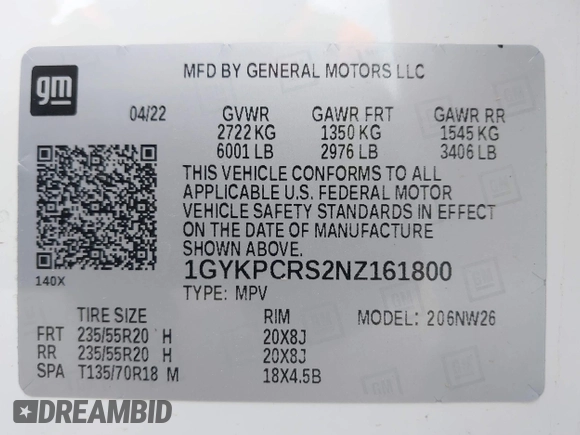 gm
MFD BY GENERAL MOTORS LLC
04/22 GVWR GAWR FRT GAWR RR
2722 KG 1350 KG 1545 KG
6001 LB 2976 LB 3406 LB
THIS VEHICLE CONFORMS TO ALL
APPLICABLE U.S. FEDERAL MOTOR
VEHICLE SAFETY STANDARDS IN EFFECT
ON THE DATE OF MANUFACTURE
SHOWN ABOVE.
140X
1GYKPCRS2NZ161800
TYPE: MPV
TIRE SIZE RIM MODEL: 206NW26
FRT 235/55R20 H 20X8J
RR 235/55R20 H 20X8J
SPA T135/70R18 M 18X4.5B
DREAMBID